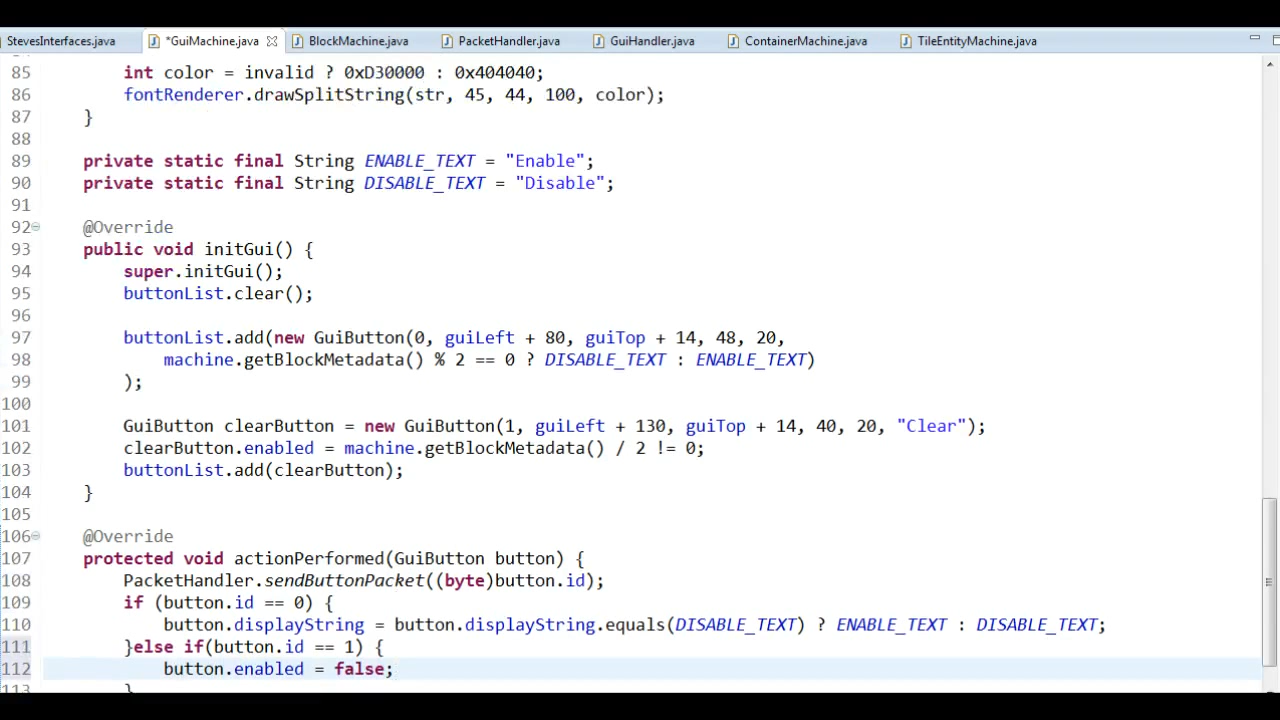 StevesInterfaces.java *GuiMachine.java BlockMachine.java PacketHandler.java GuiHandler.java ContainerMachine.java TileEntityMachine.java
85 int color = invalid ? 0xD30000 : 0x404040;
86 fontRenderer.drawSplitString(str, 45, 44, 100, color);
87 }
88
89 private static final String ENABLE_TEXT = "Enable";
90 private static final String DISABLE_TEXT = "Disable";
91
92 @Override
93 public void initGui() {
94 super.initGui();
95 buttonList.clear();
96
97 buttonList.add(new GuiButton(0, guiLeft + 80, guiTop + 14, 48, 20,
98 machine.getBlockMetadata() % 2 == 0 ? DISABLE_TEXT : ENABLE_TEXT)
99 );
100
101 GuiButton clearButton = new GuiButton(1, guiLeft + 130, guiTop + 14, 40, 20, "Clear");
102 clearButton.enabled = machine.getBlockMetadata() / 2 != 0;
103 buttonList.add(clearButton);
104 }
105
106 @Override
107 protected void actionPerformed(GuiButton button) {
108 PacketHandler.sendButtonPacket((byte)button.id);
109 if (button.id == 0) {
110 button.displayString = button.displayString.equals(DISABLE_TEXT) ? ENABLE_TEXT : DISABLE_TEXT;
111 }else if(button.id == 1) {
112 button.enabled = false;
113 }